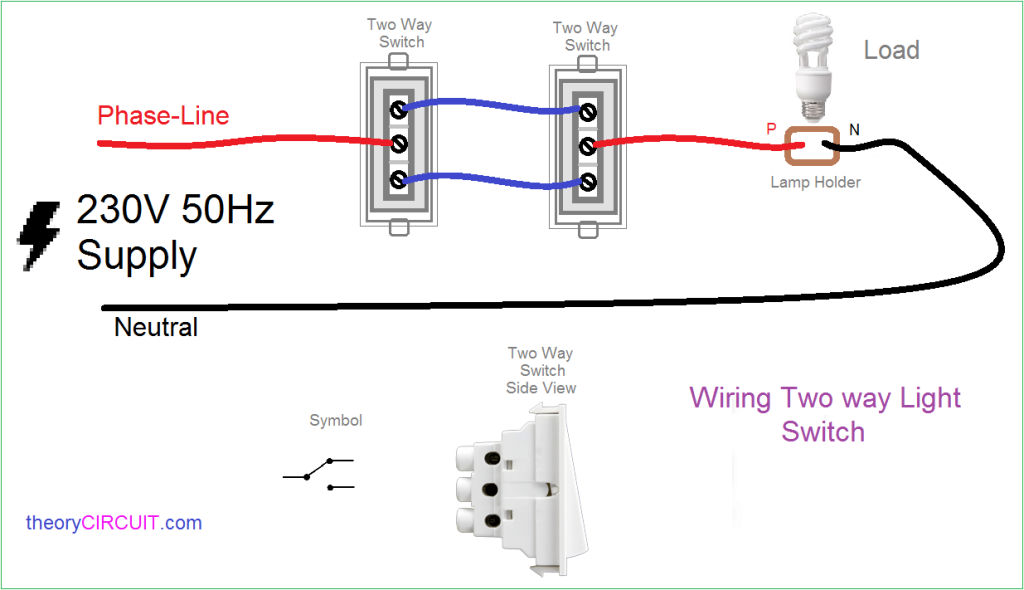 Two Way
Switch
Two Way
Switch
Load
Phase-Line
P
N
Lamp Holder
230V 50Hz
Supply
Neutral
Two Way
Switch
Side View
Wiring Two way Light
Switch
Symbol
theoryCIRCUIT.com